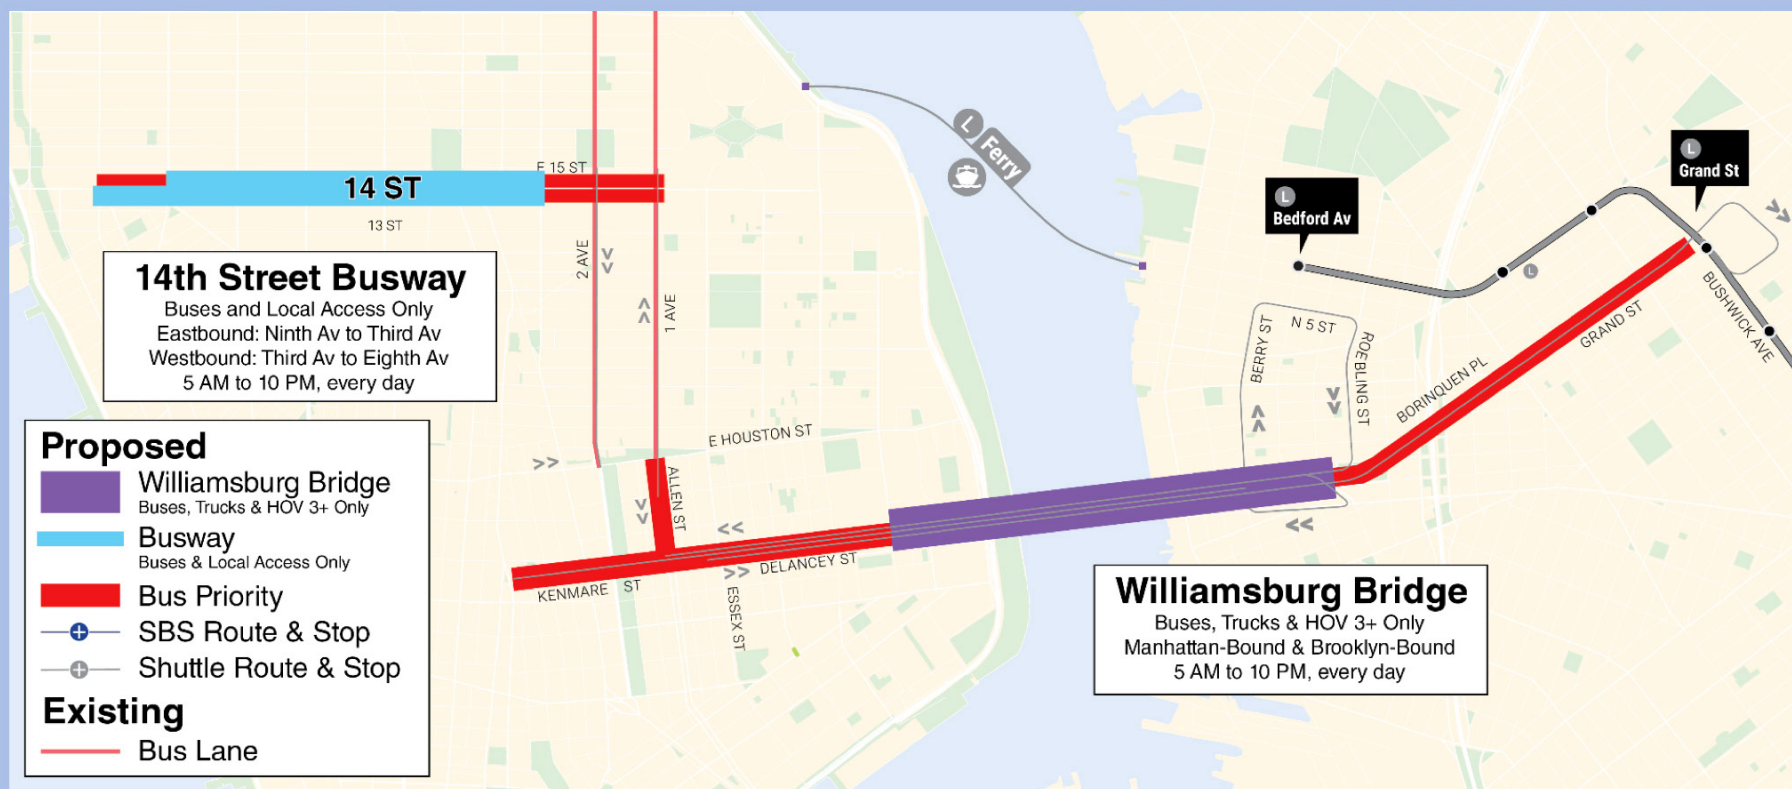 E 15 ST
14 ST
13 ST
14th Street Busway
Buses and Local Access Only
Eastbound: Ninth Av to Third Av
Westbound: Third Av to Eighth Av
5 AM to 10 PM, every day
2 AVE
1 AVE
L Ferry
L
Bedford Av
L
Grand St
L
BUSHWICK AVE
GRAND ST
BORINQUEN PL
N 5 ST
BERRY ST
ROEBLING ST
E HOUSTON ST
ALLEN ST
DELANCEY ST
KENMARE ST
ESSEX ST
Proposed
Williamsburg Bridge
Buses, Trucks & HOV 3+ Only
Busway
Buses & Local Access Only
Bus Priority
SBS Route & Stop
Shuttle Route & Stop
Existing
Bus Lane
Williamsburg Bridge
Buses, Trucks & HOV 3+ Only
Manhattan-Bound & Brooklyn-Bound
5 AM to 10 PM, every day